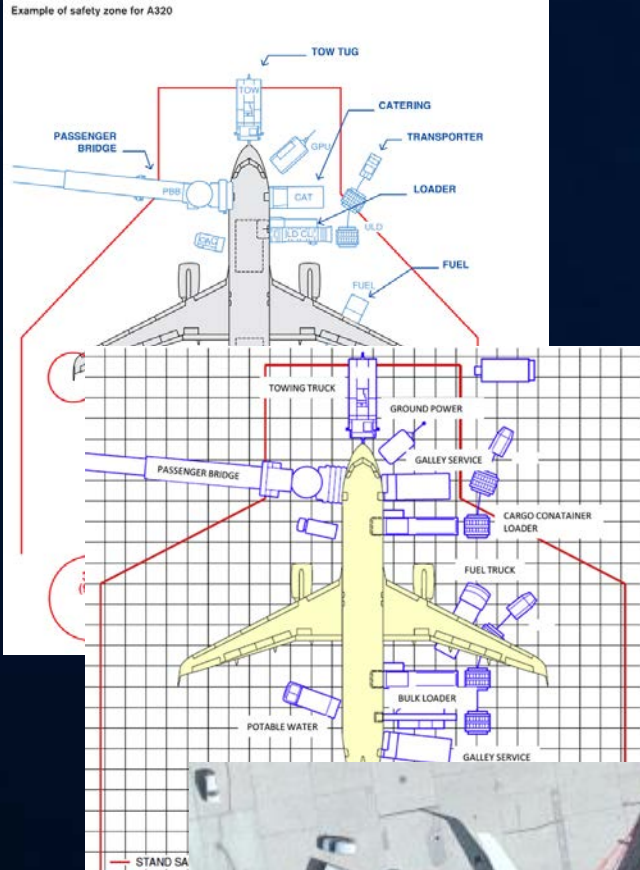 Example of safety zone for A320
TOW TUG
TOW
CATERING
PASSENGER
BRIDGE
GPU
TRANSPORTER
PBB
CAT
LOADER
ULD
FUEL
FUEL
TOWING TRUCK
GROUND POWER
GALLEY SERVICE
PASSENGER BRIDGE
CARGO CONATAINER
LOADER
FUEL TRUCK
BULK LOADER
POTABLE WATER
GALLEY SERVICE
STAND SA